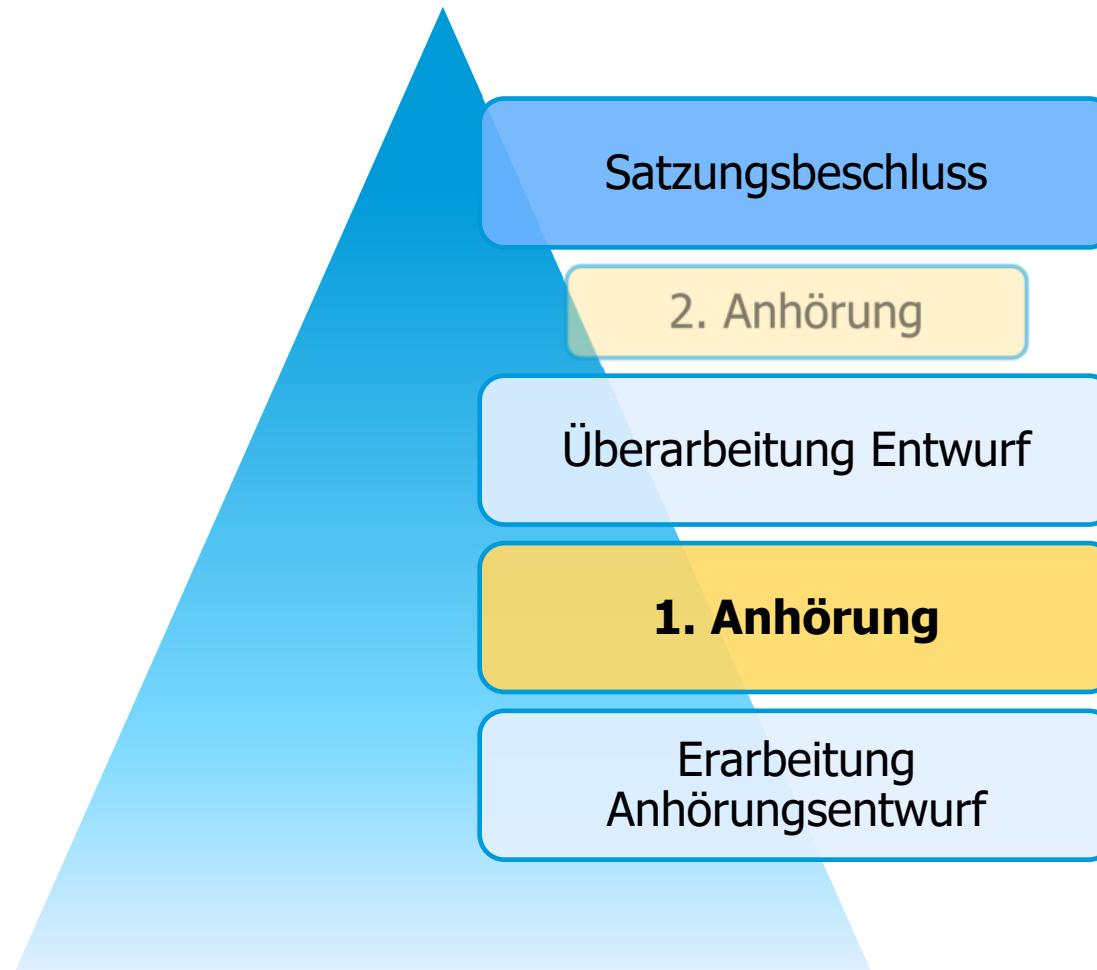 Satzungsbeschluss
2. Anhörung
Überarbeitung Entwurf
1. Anhörung
Erarbeitung
Anhörungsentwurf